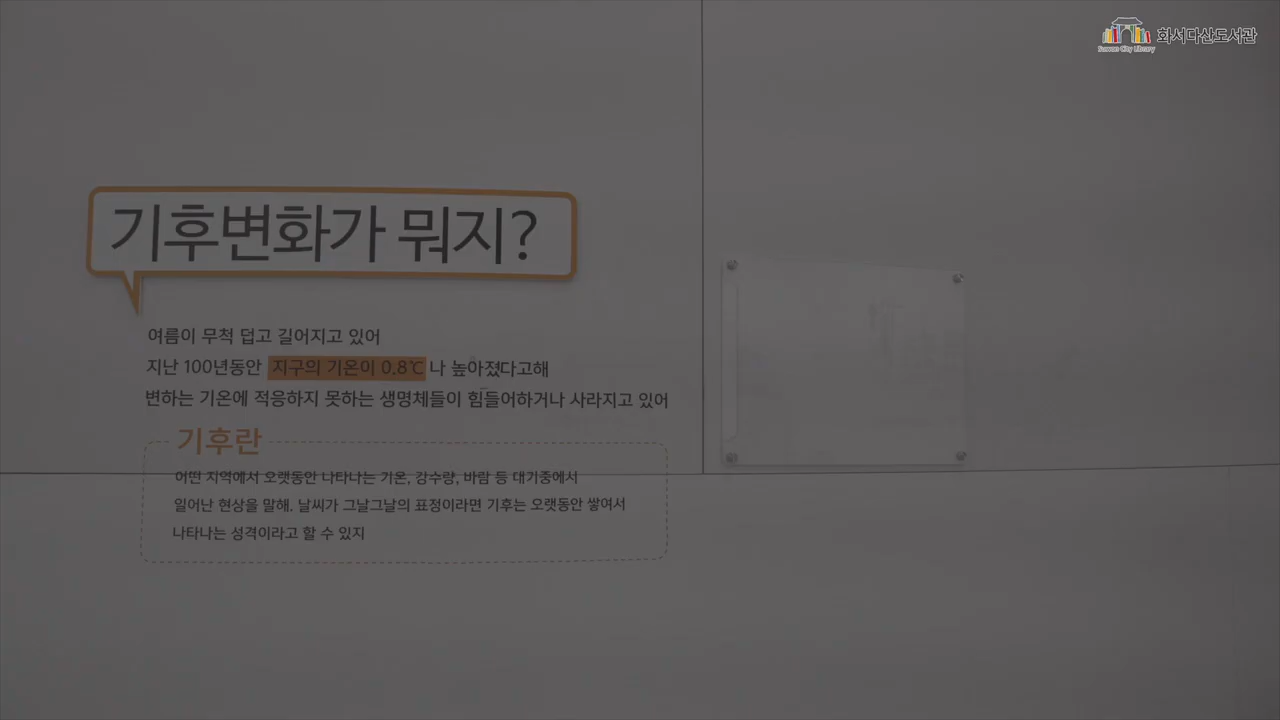 Suwon City Library
화서다산도서관
기후변화가 뭐지?
여름이 무척 덥고 길어지고 있어
지난 100년동안 지구의 기온이 0.8℃ 나 높아졌다고해
변하는 기온에 적응하지 못하는 생명체들이 힘들어하거나 사라지고 있어
기후란
어떤 지역에서 오랫동안 나타나는 기온, 강수량, 바람 등 대기중에서
일어난 현상을 말해. 날씨가 그날그날의 표정이라면 기후는 오랫동안 쌓여서
나타나는 성격이라고 할 수 있지